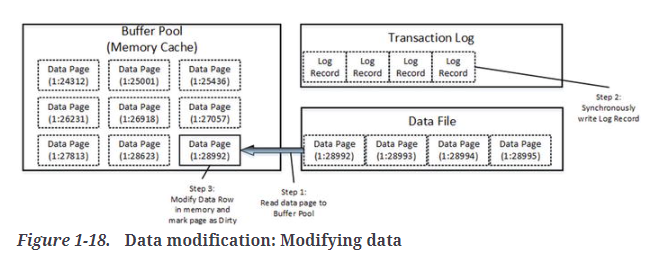 Buffer Pool
(Memory Cache)
Data Page
(1:24312)
Data Page
(1:25001)
Data Page
(1:25436)
Data Page
(1:26231)
Data Page
(1:26918)
Data Page
(1:27057)
Data Page
(1:27813)
Data Page
(1:28623)
Data Page
(1:28992)
Transaction Log
Log
Record
Log
Record
Log
Record
Log
Record
Step 2:
Synchronously
write Log Record
Data File
Data Page
(1:28992)
Data Page
(1:28993)
Data Page
(1:28994)
Data Page
(1:28995)
Step 3:
Modify Data Row
in memory and
mark page as Dirty
Step 1:
Read data page to
Buffer Pool
Figure 1-18. Data modification: Modifying data